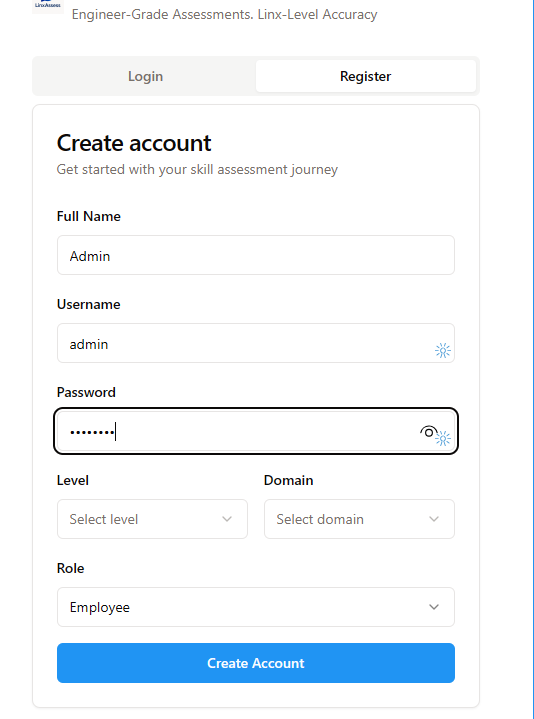 LinxAssess
Engineer-Grade Assessments. Linx-Level Accuracy
Login Register
Create account
Get started with your skill assessment journey
Full Name
Admin
Username
admin
Password
••••••••
Level Domain
Select level Select domain
Role
Employee
Create Account